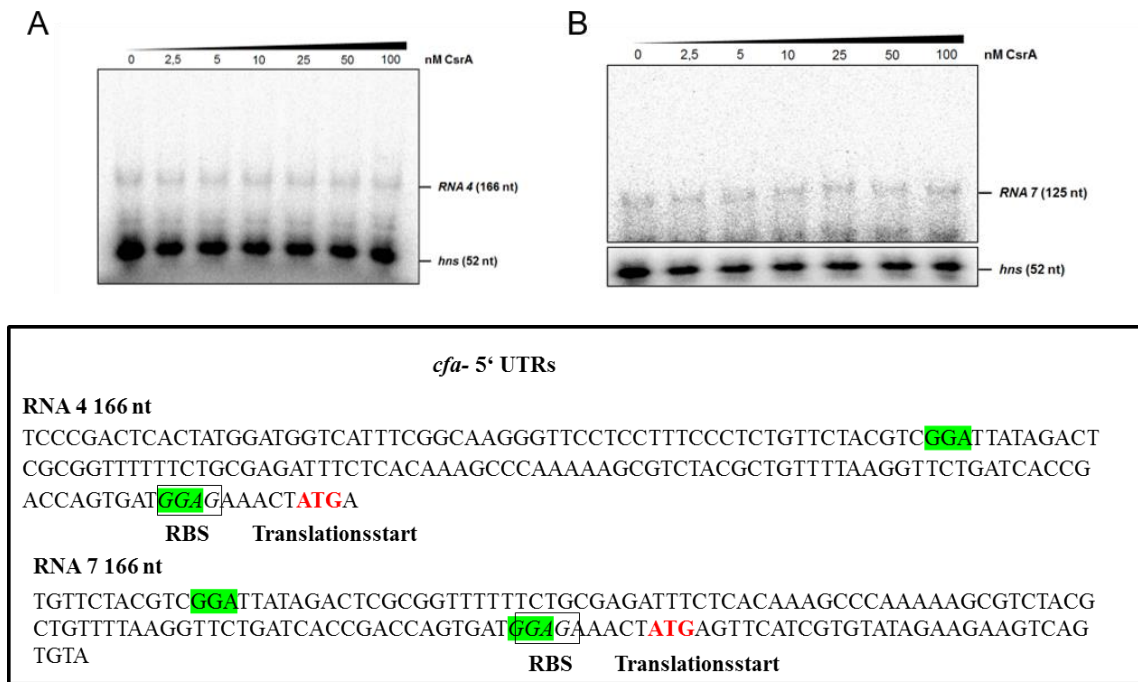 A
0 2,5 5 10 25 50 100 nM CsrA
RNA 4 (166 nt)
hns (52 nt)
B
0 2,5 5 10 25 50 100 nM CsrA
RNA 7 (125 nt)
hns (52 nt)
cfa- 5‘ UTRs
RNA 4 166 nt
TCCCGACTCACTATGGATGGTCATTTCGGCAAGGGTTCCTCCTTTCCCTCTGTTCTACGTCGGATTATAGACT
CGCGGTTTTTTCTGCGAGATTTCTCACAAAGCCCAAAAAGCGTCTACGCTGTTTTAAGGTTCTGATCACCG
ACCAGTGATGGAGAAACTATGA
RBS Translationsstart
RNA 7 166 nt
TGTTCTACGTCGGATTATAGACTCGCGGTTTTTTCTGCGAGATTTCTCACAAAGCCCAAAAAGCGTCTACG
CTGTTTTAAGGTTCTGATCACCGACCAGTGATGGAGAAACTATGAGTTCATCGTGTATAGAAGAAGTCAG
TGTA
RBS Translationsstart